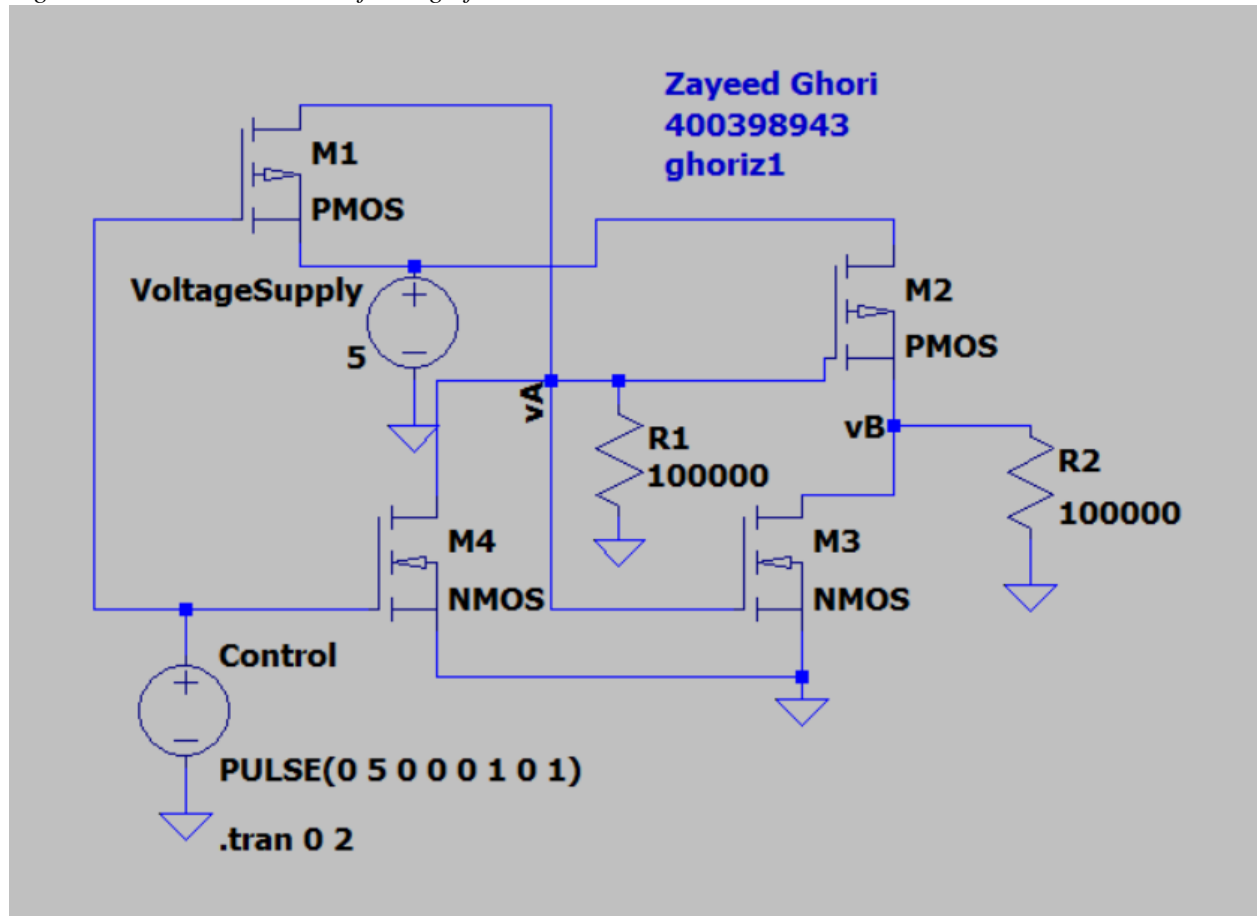 Zayeed Ghori
400398943
ghoriz1
M1
PMOS
VoltageSupply
5
M2
PMOS
vA
R1
100000
vB
R2
100000
M4
NMOS
M3
NMOS
Control
PULSE(0 5 0 0 0 1 0 1)
.tran 0 2